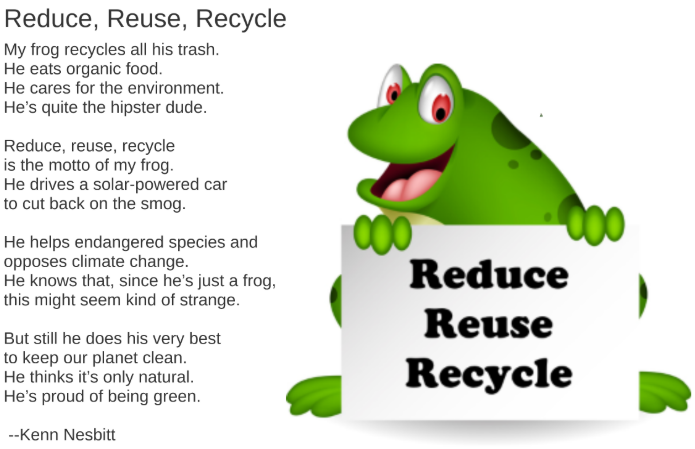 Reduce, Reuse, Recycle
My frog recycles all his trash.
He eats organic food.
He cares for the environment.
He’s quite the hipster dude.
Reduce, reuse, recycle
is the motto of my frog.
He drives a solar-powered car
to cut back on the smog.
He helps endangered species and
opposes climate change.
He knows that, since he’s just a frog,
this might seem kind of strange.
But still he does his very best
to keep our planet clean.
He thinks it’s only natural.
He’s proud of being green.
--Kenn Nesbitt
Reduce
Reuse
Recycle